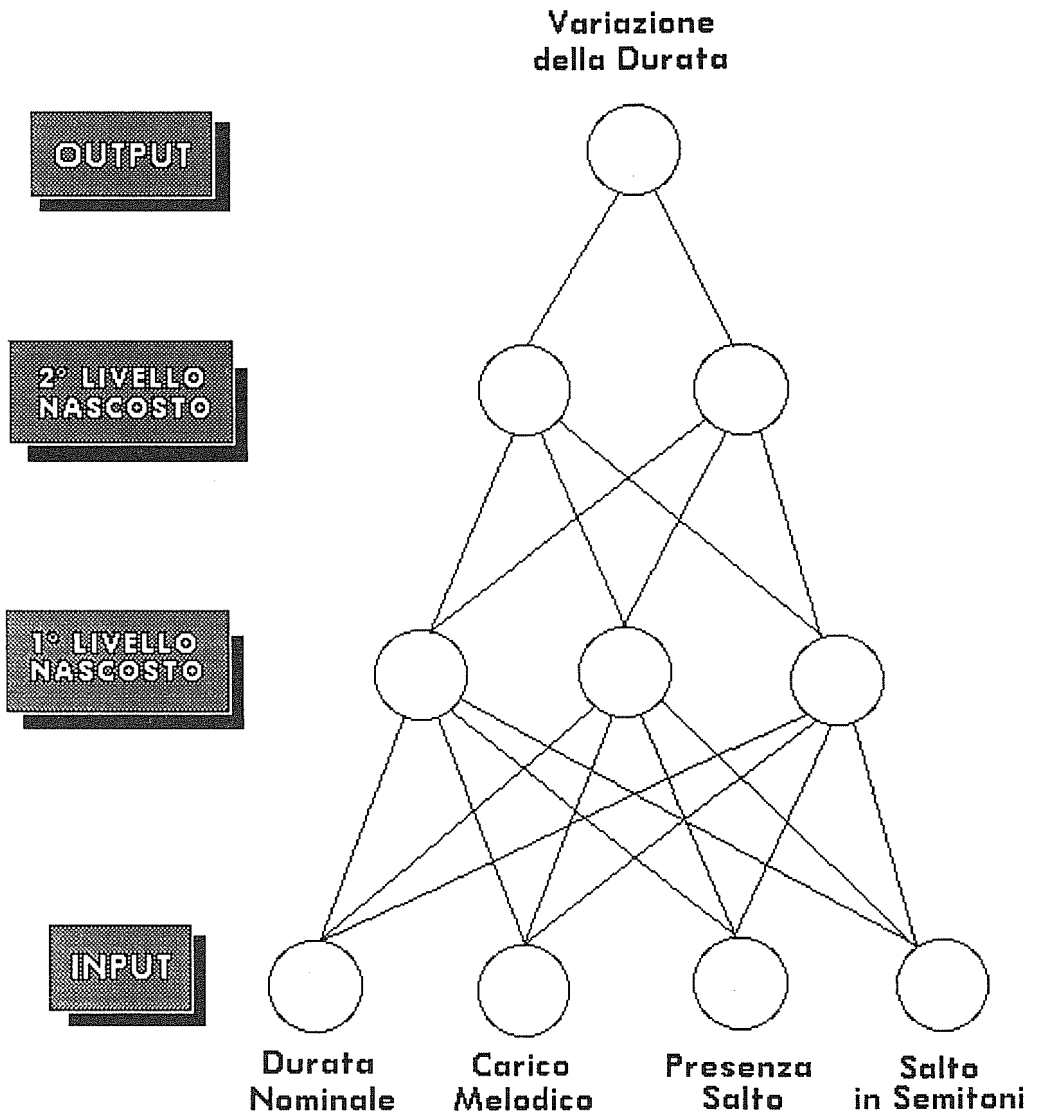 Variazione
della Durata
OUTPUT
2° LIVELLO
NASCOSTO
1° LIVELLO
NASCOSTO
INPUT
Durata
Nominale
Carico
Melodico
Presenza
Salto
Salto
in Semitoni